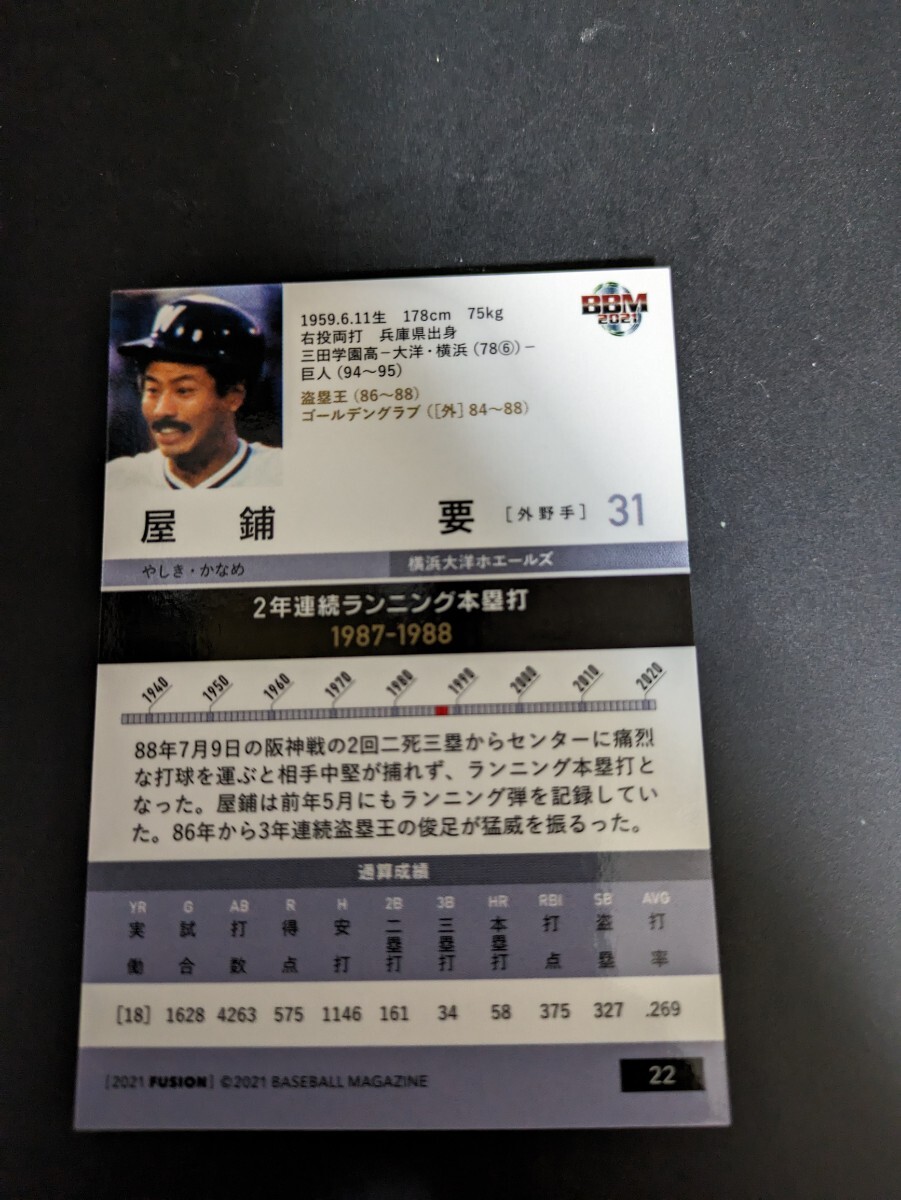 W
BBM
2021
1959.6.11生 178cm 75kg
右投両打 兵庫県出身
三田学園高－大洋・横浜（78⑥）－
巨人（94～95）
盗塁王（86～88）
ゴールデングラブ（［外］84～88）
屋鋪 要 ［外野手］ 31
やしき・かなめ 横浜大洋ホエールズ
2年連続ランニング本塁打
1987-1988
1940 1950 1960 1970 1980 1990 2000 2010 2020
88年7月9日の阪神戦の2回二死三塁からセンターに痛烈
な打球を運ぶと相手中堅が捕れず、ランニング本塁打と
なった。屋鋪は前年5月にもランニング弾を記録してい
た。86年から3年連続盗塁王の俊足が猛威を振るった。
通算成績
YR G AB R H 2B 3B HR RBI SB AVG
実働 試合 打数 得点 安打 二塁打 三塁打 本塁打 打点 盗塁 打率
［18］ 1628 4263 575 1146 161 34 58 375 327 .269
［2021 FUSION］ ©2021 BASEBALL MAGAZINE 22